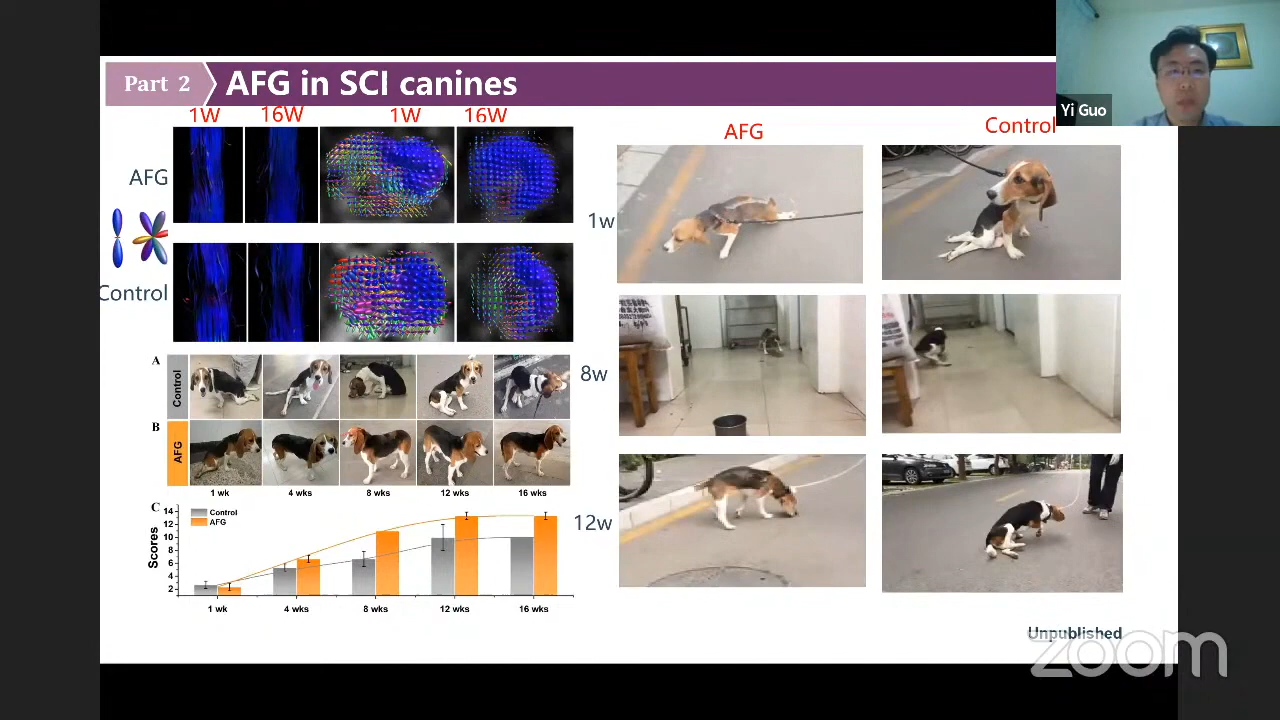 Part 2
AFG in SCI canines
Yi Guo
1W 16W 1W 16W
AFG
Control
AFG Control
1w
8w
12w
A
Control
B
AFG
1 wk 4 wks 8 wks 12 wks 16 wks
C
Control
AFG
Scores
14
12
10
8
6
4
2
1 wk 4 wks 8 wks 12 wks 16 wks
Unpublished
zoom